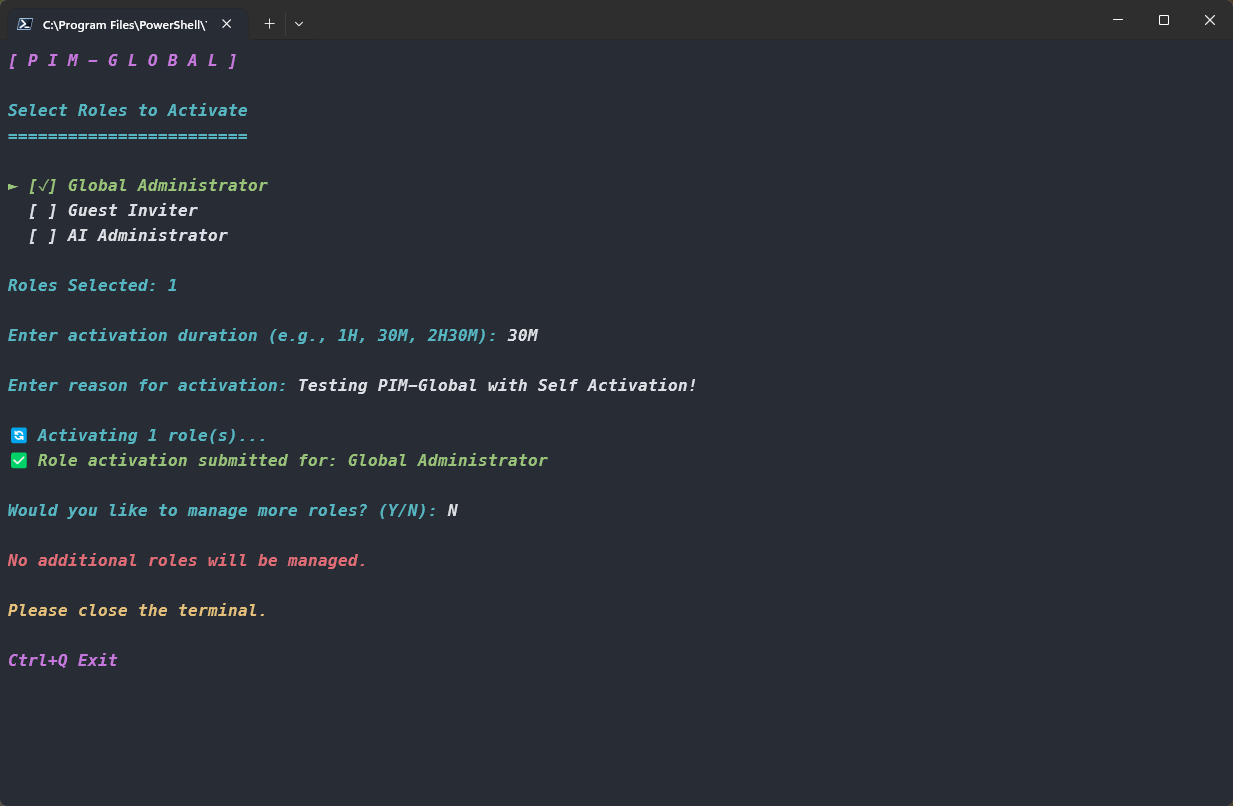 C:\Program Files\PowerShell\
[ P I M - G L O B A L ]
Select Roles to Activate
========================
► [√] Global Administrator
[ ] Guest Inviter
[ ] AI Administrator
Roles Selected: 1
Enter activation duration (e.g., 1H, 30M, 2H30M): 30M
Enter reason for activation: Testing PIM-Global with Self Activation!
🔄 Activating 1 role(s)...
✅ Role activation submitted for: Global Administrator
Would you like to manage more roles? (Y/N): N
No additional roles will be managed.
Please close the terminal.
Ctrl+Q Exit